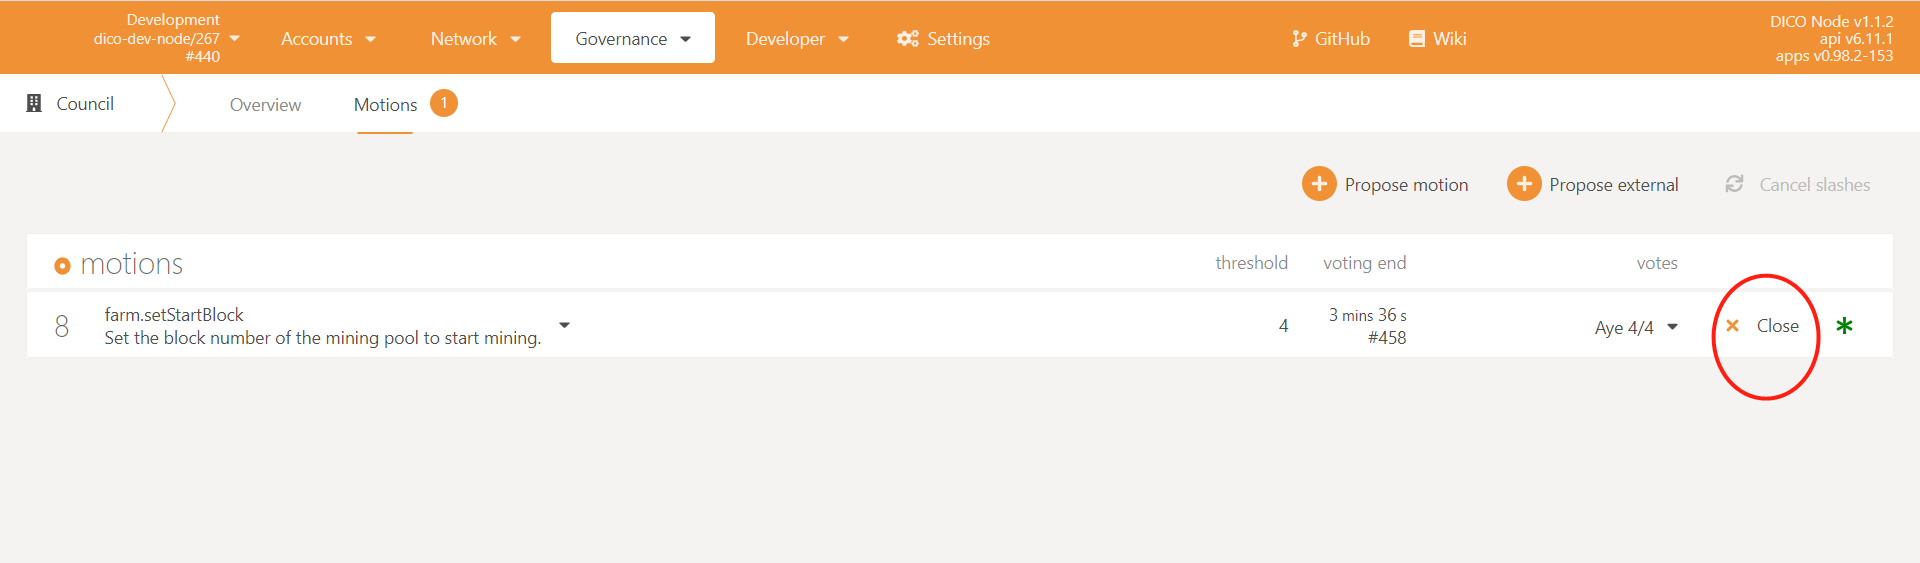 Development
dico-dev-node/267
#440
Accounts
Network
Governance
Developer
Settings
GitHub
Wiki
DICO Node v1.1.2
api v6.11.1
apps v0.98.2-153
Council
Overview
Motions
1
Propose motion
Propose external
Cancel slashes
motions
threshold
voting end
votes
8
farm.setStartBlock
Set the block number of the mining pool to start mining.
4
3 mins 36 s
#458
Aye 4/4
Close